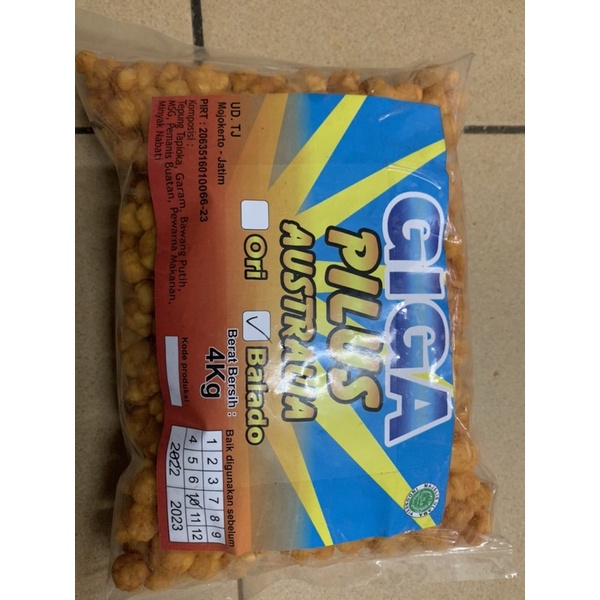 GIGA
PILUS
AUSTRALIA
Ori
Balado
UD. TJ
Mojokerto - Jatim
PIRT : 2063516010066-23
Komposisi :
Tepung Tapioka, Garam, Bawang Putih,
MSG, Pemanis Buatan, Pewarna Makanan,
Minyak Nabati
Berat Bersih :
4Kg
Kode produksi
Baik digunakan sebelum
1 2 3 7 8 9
4 5 6 10 11 12
2022 2023